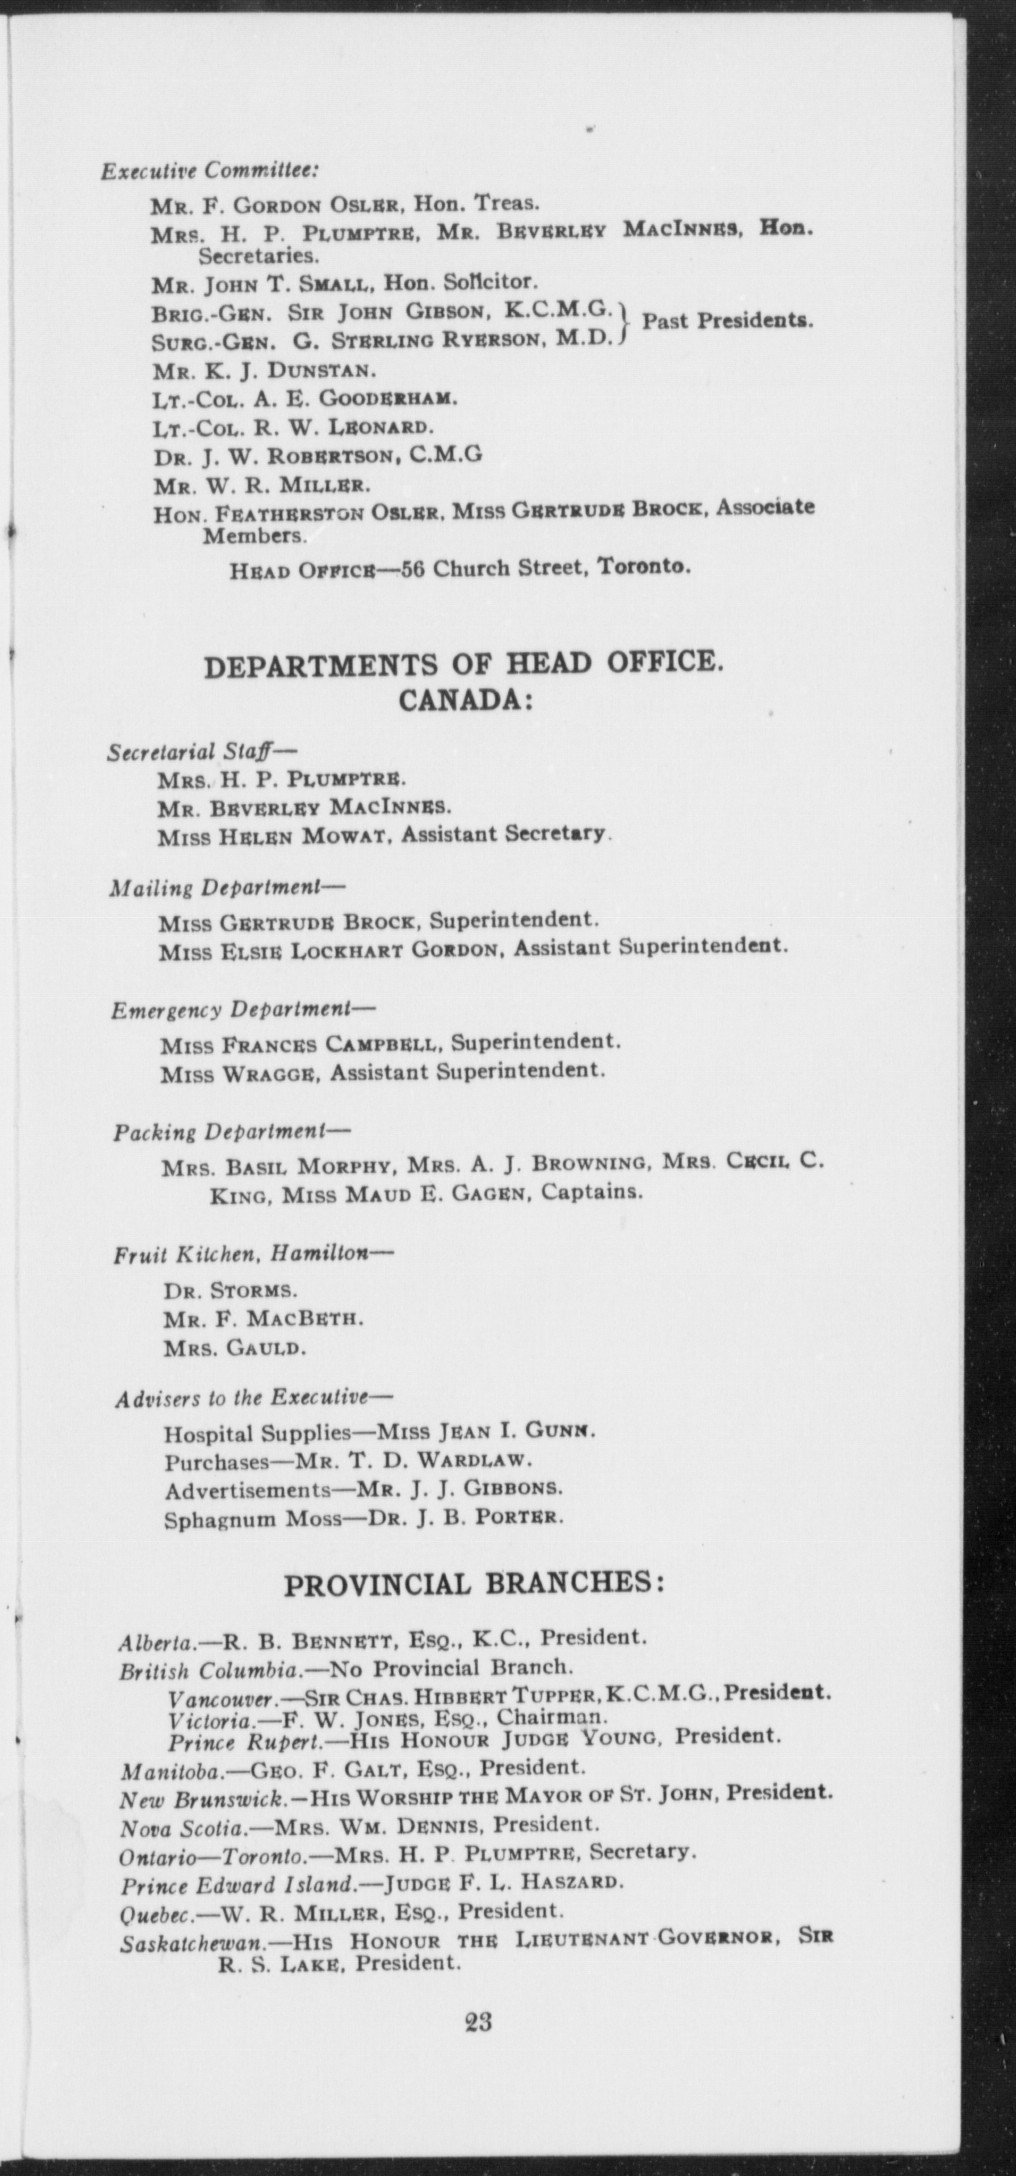 Executive Committee:
Mr. F. Gordon Osler, Hon. Treas.
Mrs. H. P. Plumptre, Mr. Beverley MacInnes, Hon.
Secretaries.
Mr. John T. Small, Hon. Solicitor.
Brig.-Gen. Sir John Gibson, K.C.M.G. } Past Presidents.
Surg.-Gen. G. Sterling Ryerson, M.D. }
Mr. K. J. Dunstan.
Lt.-Col. A. E. Gooderham.
Lt.-Col. R. W. Leonard.
Dr. J. W. Robertson, C.M.G
Mr. W. R. Miller.
Hon. Featherston Osler, Miss Gertrude Brock, Associate
Members.
Head Office—56 Church Street, Toronto.
DEPARTMENTS OF HEAD OFFICE.
CANADA:
Secretarial Staff—
Mrs. H. P. Plumptre.
Mr. Beverley MacInnes.
Miss Helen Mowat, Assistant Secretary.
Mailing Department—
Miss Gertrude Brock, Superintendent.
Miss Elsie Lockhart Gordon, Assistant Superintendent.
Emergency Department—
Miss Frances Campbell, Superintendent.
Miss Wragge, Assistant Superintendent.
Packing Department—
Mrs. Basil Morphy, Mrs. A. J. Browning, Mrs. Cecil C.
King, Miss Maud E. Gagen, Captains.
Fruit Kitchen, Hamilton—
Dr. Storms.
Mr. F. MacBeth.
Mrs. Gauld.
Advisers to the Executive—
Hospital Supplies—Miss Jean I. Gunn.
Purchases—Mr. T. D. Wardlaw.
Advertisements—Mr. J. J. Gibbons.
Sphagnum Moss—Dr. J. B. Porter.
PROVINCIAL BRANCHES:
Alberta.—R. B. Bennett, Esq., K.C., President.
British Columbia.—No Provincial Branch.
Vancouver.—Sir Chas. Hibbert Tupper, K.C.M.G., President.
Victoria.—F. W. Jones, Esq., Chairman.
Prince Rupert.—His Honour Judge Young, President.
Manitoba.—Geo. F. Galt, Esq., President.
New Brunswick.—His Worship the Mayor of St. John, President.
Nova Scotia.—Mrs. Wm. Dennis, President.
Ontario—Toronto.—Mrs. H. P. Plumptre, Secretary.
Prince Edward Island.—Judge F. L. Haszard.
Quebec.—W. R. Miller, Esq., President.
Saskatchewan.—His Honour the Lieutenant-Governor, Sir
R. S. Lake, President.
23